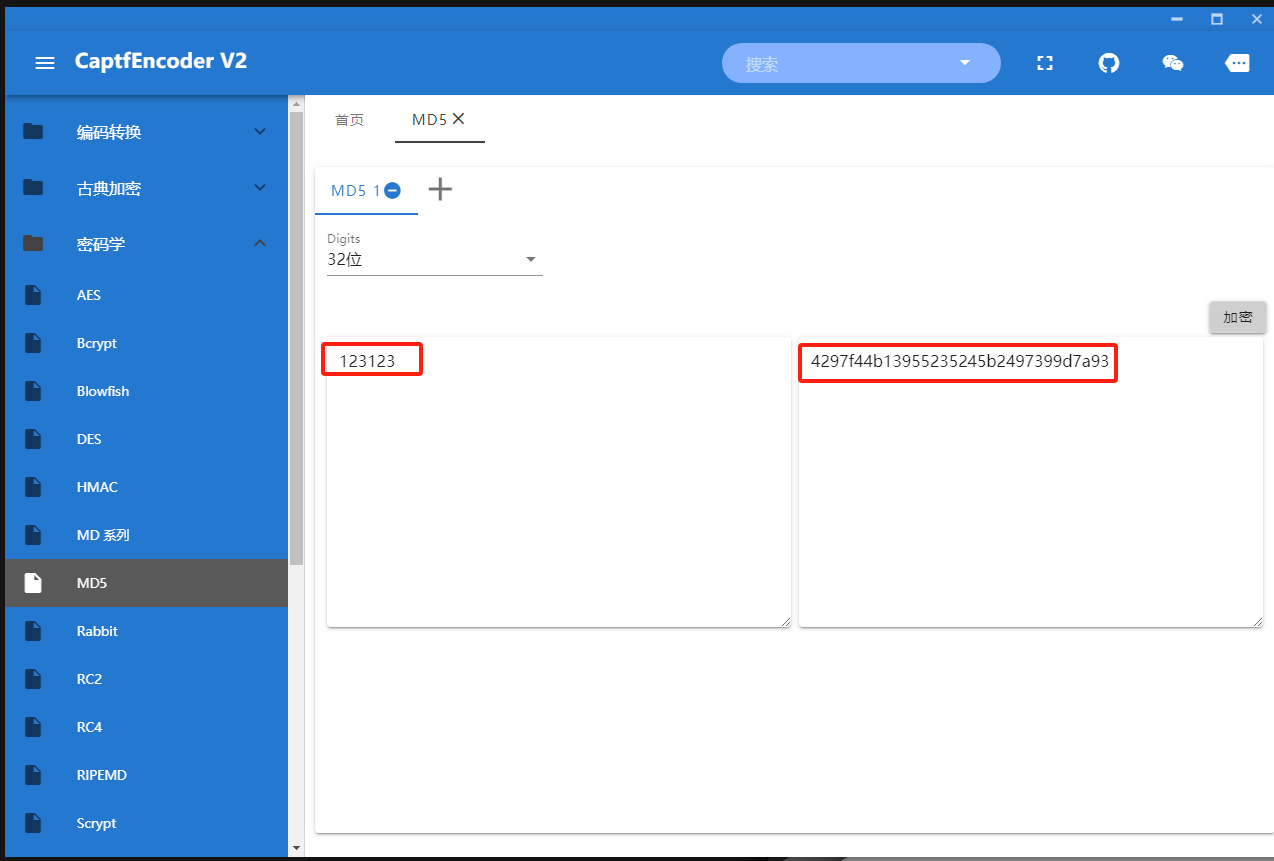 CaptfEncoder V2
搜索
编码转换
古典加密
密码学
AES
Bcrypt
Blowfish
DES
HMAC
MD 系列
MD5
Rabbit
RC2
RC4
RIPEMD
Scrypt
首页
MD5
MD5 1
Digits
32位
加密
123123
4297f44b13955235245b2497399d7a93